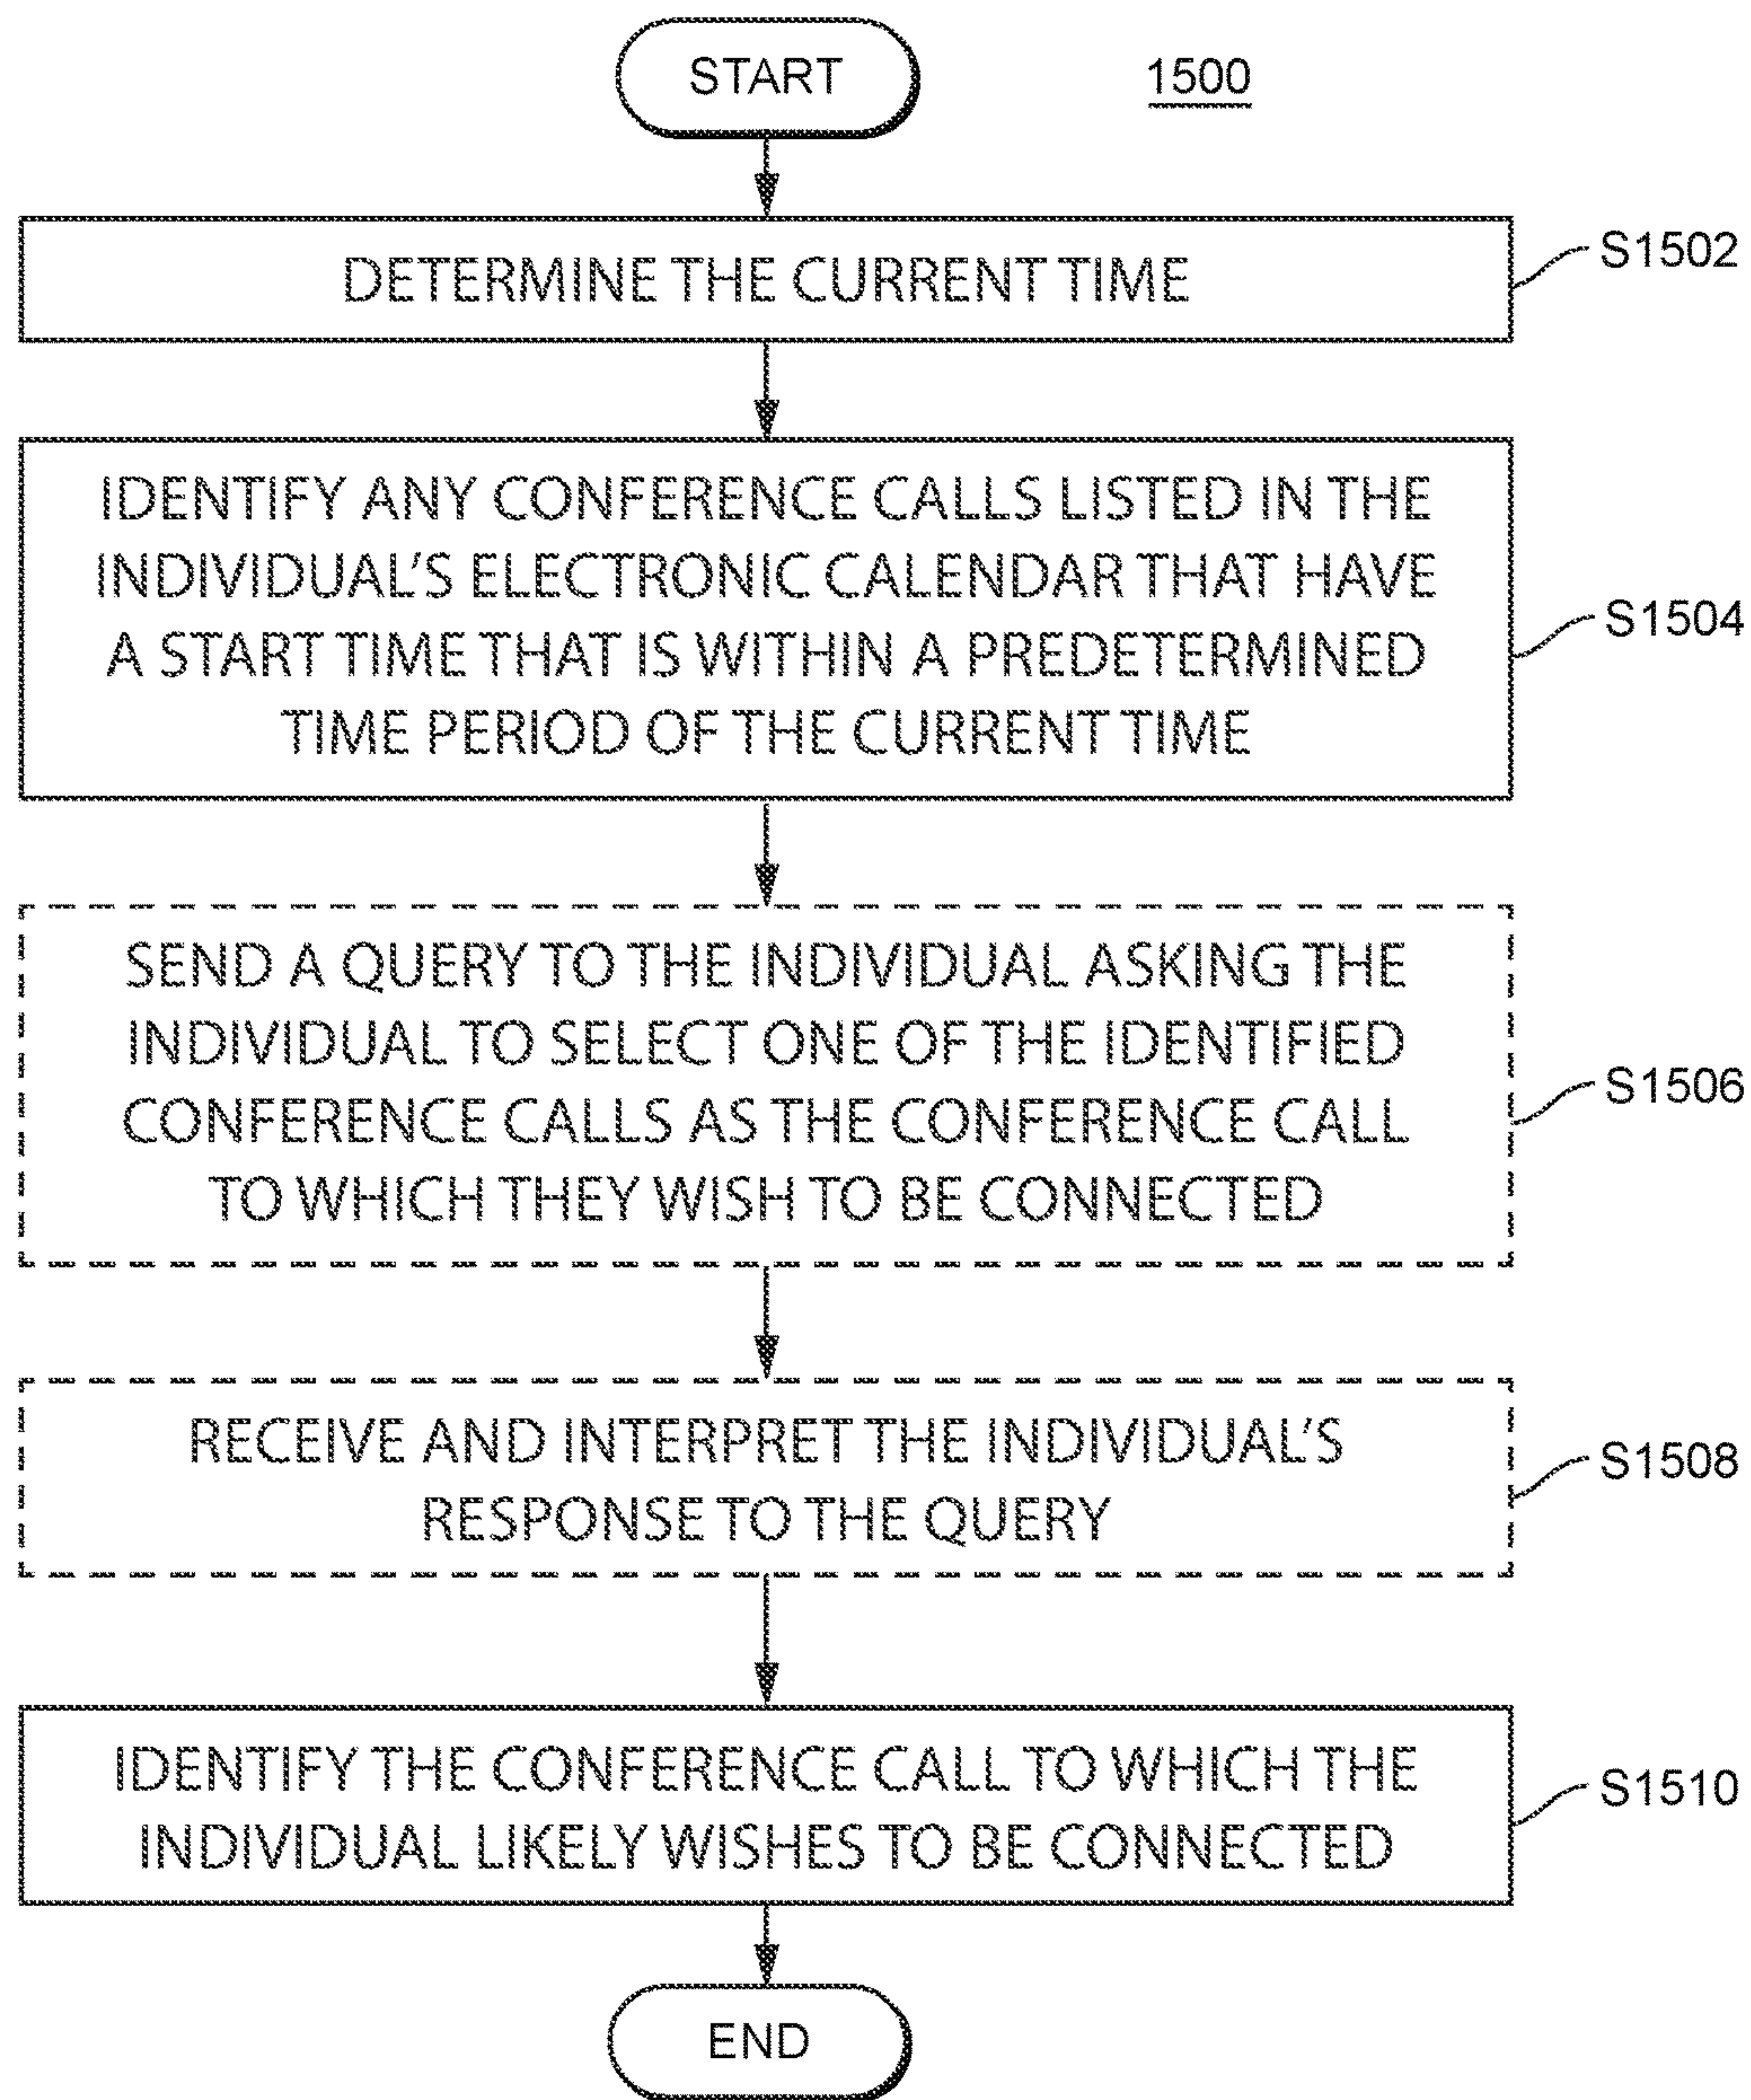 START
1500
DETERMINE THE CURRENT TIME
S1502
IDENTIFY ANY CONFERENCE CALLS LISTED IN THE
INDIVIDUAL'S ELECTRONIC CALENDAR THAT HAVE
A START TIME THAT IS WITHIN A PREDETERMINED
TIME PERIOD OF THE CURRENT TIME
S1504
SEND A QUERY TO THE INDIVIDUAL ASKING THE
INDIVIDUAL TO SELECT ONE OF THE IDENTIFIED
CONFERENCE CALLS AS THE CONFERENCE CALL
TO WHICH THEY WISH TO BE CONNECTED
S1506
RECEIVE AND INTERPRET THE INDIVIDUAL'S
RESPONSE TO THE QUERY
S1508
IDENTIFY THE CONFERENCE CALL TO WHICH THE
INDIVIDUAL LIKELY WISHES TO BE CONNECTED
S1510
END